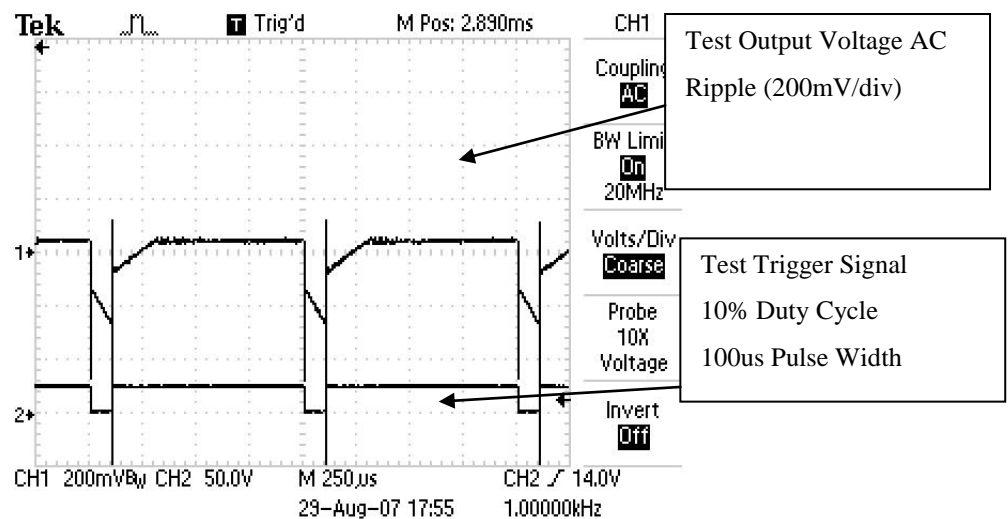 Tek
T Trig'd
M Pos: 2.890ms
CH1
Coupling
AC
BW Limi
On
20MHz
Volts/Div
Coarse
Probe
10X
Voltage
Invert
Off
Test Output Voltage AC
Ripple (200mV/div)
Test Trigger Signal
10% Duty Cycle
100us Pulse Width
1
2
CH1 200mVBW CH2 50.0V M 250µs CH2 14.0V
29-Aug-07 17:55 1.00000kHz